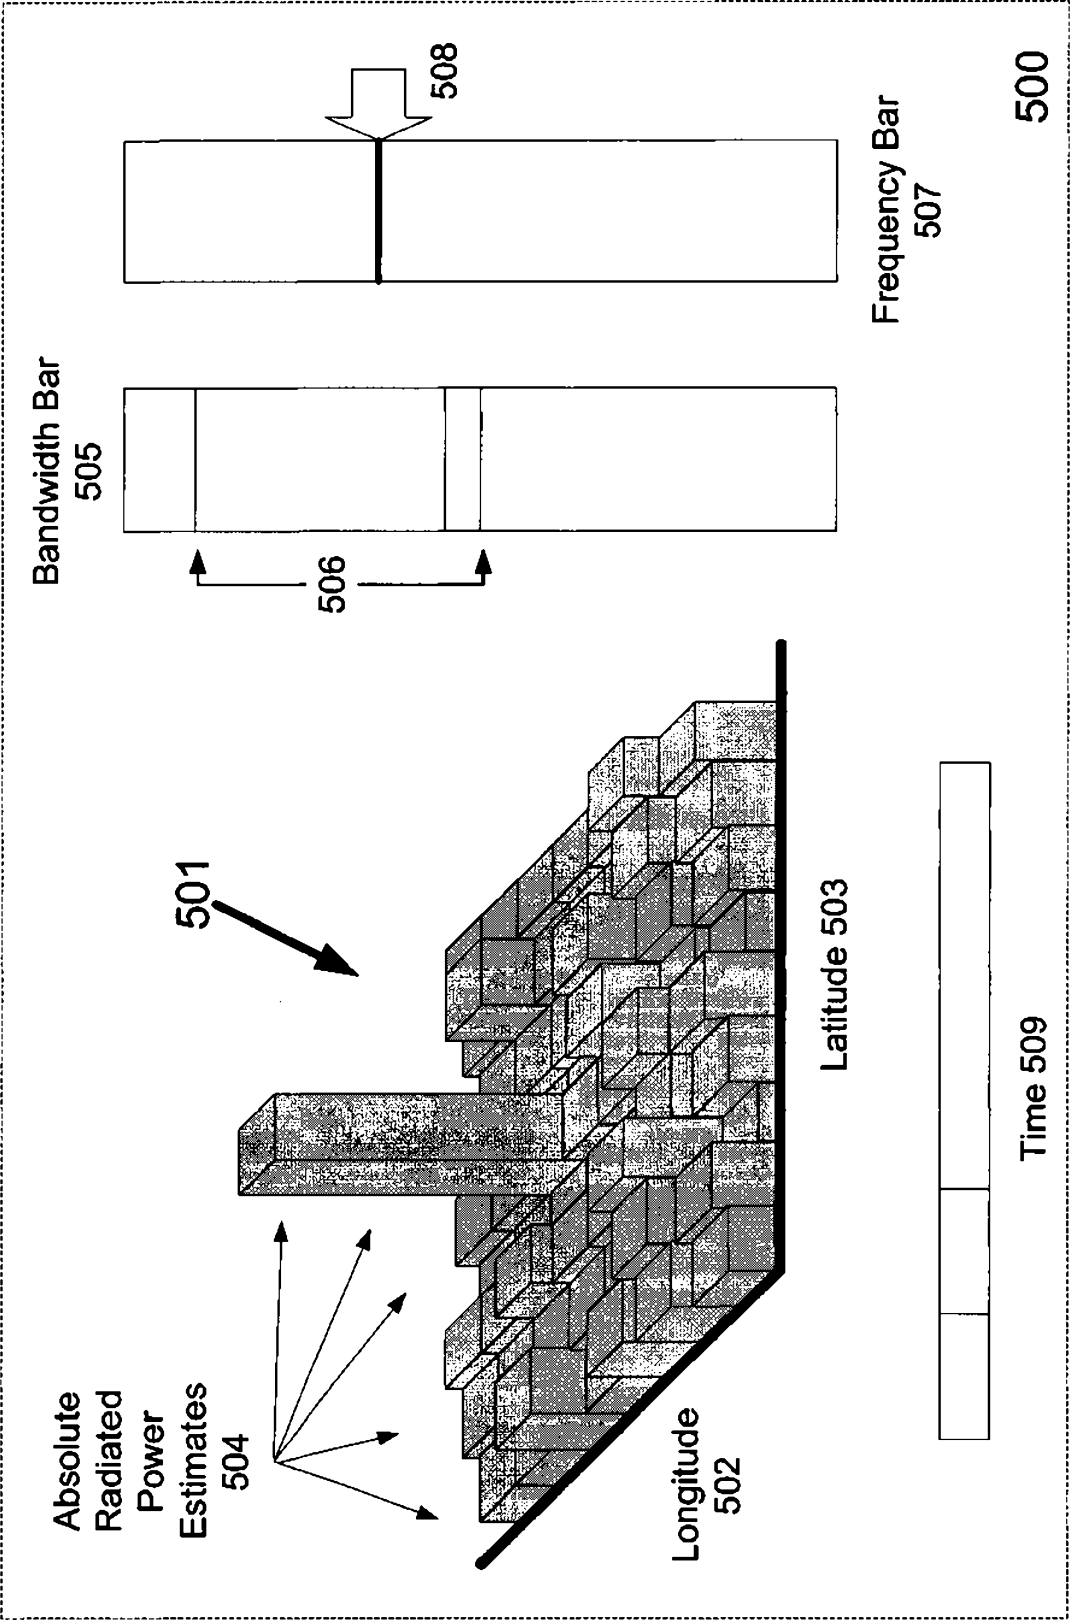 Absolute
Radiated
Power
Estimates
504
501
Bandwidth Bar
505
506
508
Longitude
502
Latitude 503
Frequency Bar
507
Time 509
500